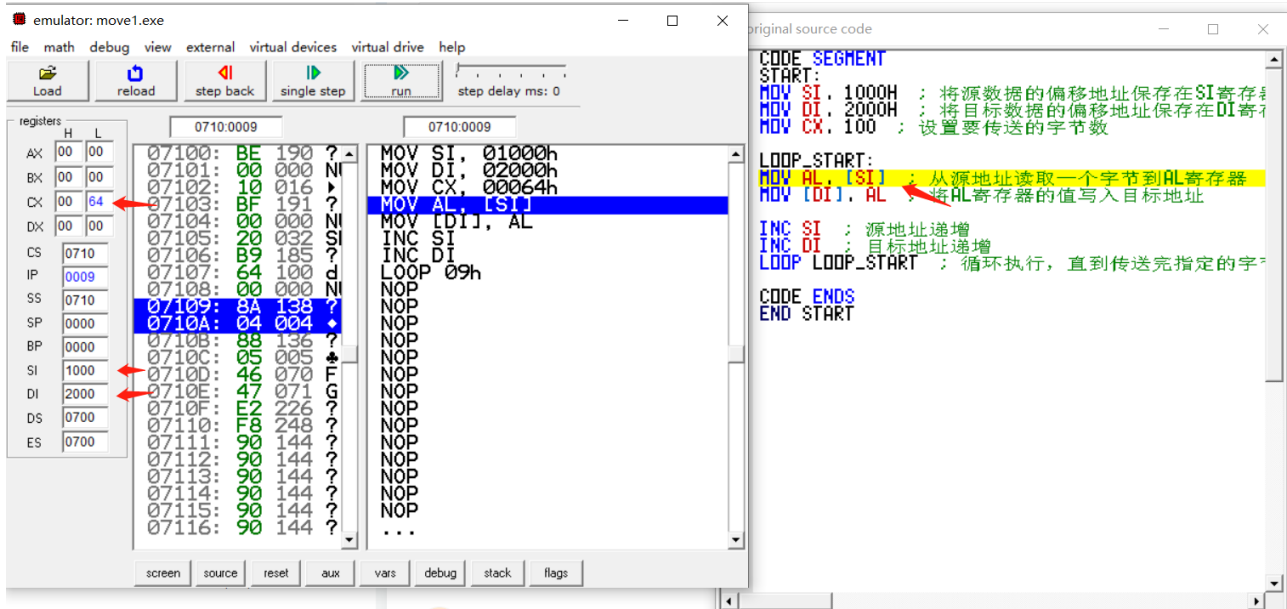 emulator: move1.exe
file math debug view external virtual devices virtual drive help
Load reload step back single step run step delay ms: 0
registers
H L
0710:0009 0710:0009
AX 00 00
BX 00 00
CX 00 64
DX 00 00
CS 0710
IP 0009
SS 0710
SP 0000
BP 0000
SI 1000
DI 2000
DS 0700
ES 0700
07100: BE 190 ?
07101: 00 000 NU
07102: 10 016
07103: BF 191 ?
07104: 00 000 NU
07105: 20 032
07106: B9 185 ?
07107: 64 100 d
07108: 00 000 NU
07109: 8A 138 ?
0710A: 04 004 ♦
0710B: 88 136 ?
0710C: 05 005 ♣
0710D: 46 070 F
0710E: 47 071 G
0710F: E2 226 ?
07110: F8 248 ?
07111: 90 144 ?
07112: 90 144 ?
07113: 90 144 ?
07114: 90 144 ?
07115: 90 144 ?
07116: 90 144 ?
MOV SI, 01000h
MOV DI, 02000h
MOV CX, 00064h
MOV AL, [SI]
MOV [DI], AL
INC SI
INC DI
LOOP 09h
NOP
NOP
NOP
NOP
NOP
NOP
NOP
NOP
NOP
NOP
NOP
NOP
NOP
NOP
...
screen source reset aux vars debug stack flags
original source code
CODE SEGMENT
START:
MOV SI, 1000H ; 将源数据的偏移地址保存在SI寄存
MOV DI, 2000H ; 将目标数据的偏移地址保存在DI寄
MOV CX, 100 ; 设置要传送的字节数
LOOP_START:
MOV AL, [SI] ; 从源地址读取一个字节到AL寄存器
MOV [DI], AL ; 将AL寄存器的值写入目标地址
INC SI ; 源地址递增
INC DI ; 目标地址递增
LOOP LOOP_START ; 循环执行，直到传送完指定的字
CODE ENDS
END START